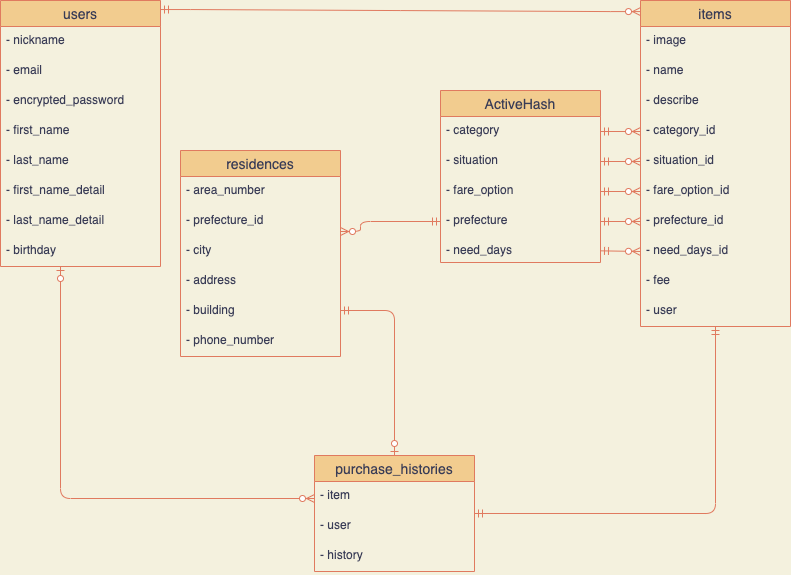 users
- nickname
- email
- encrypted_password
- first_name
- last_name
- first_name_detail
- last_name_detail
- birthday
residences
- area_number
- prefecture_id
- city
- address
- building
- phone_number
ActiveHash
- category
- situation
- fare_option
- prefecture
- need_days
items
- image
- name
- describe
- category_id
- situation_id
- fare_option_id
- prefecture_id
- need_days_id
- fee
- user
purchase_histories
- item
- user
- history